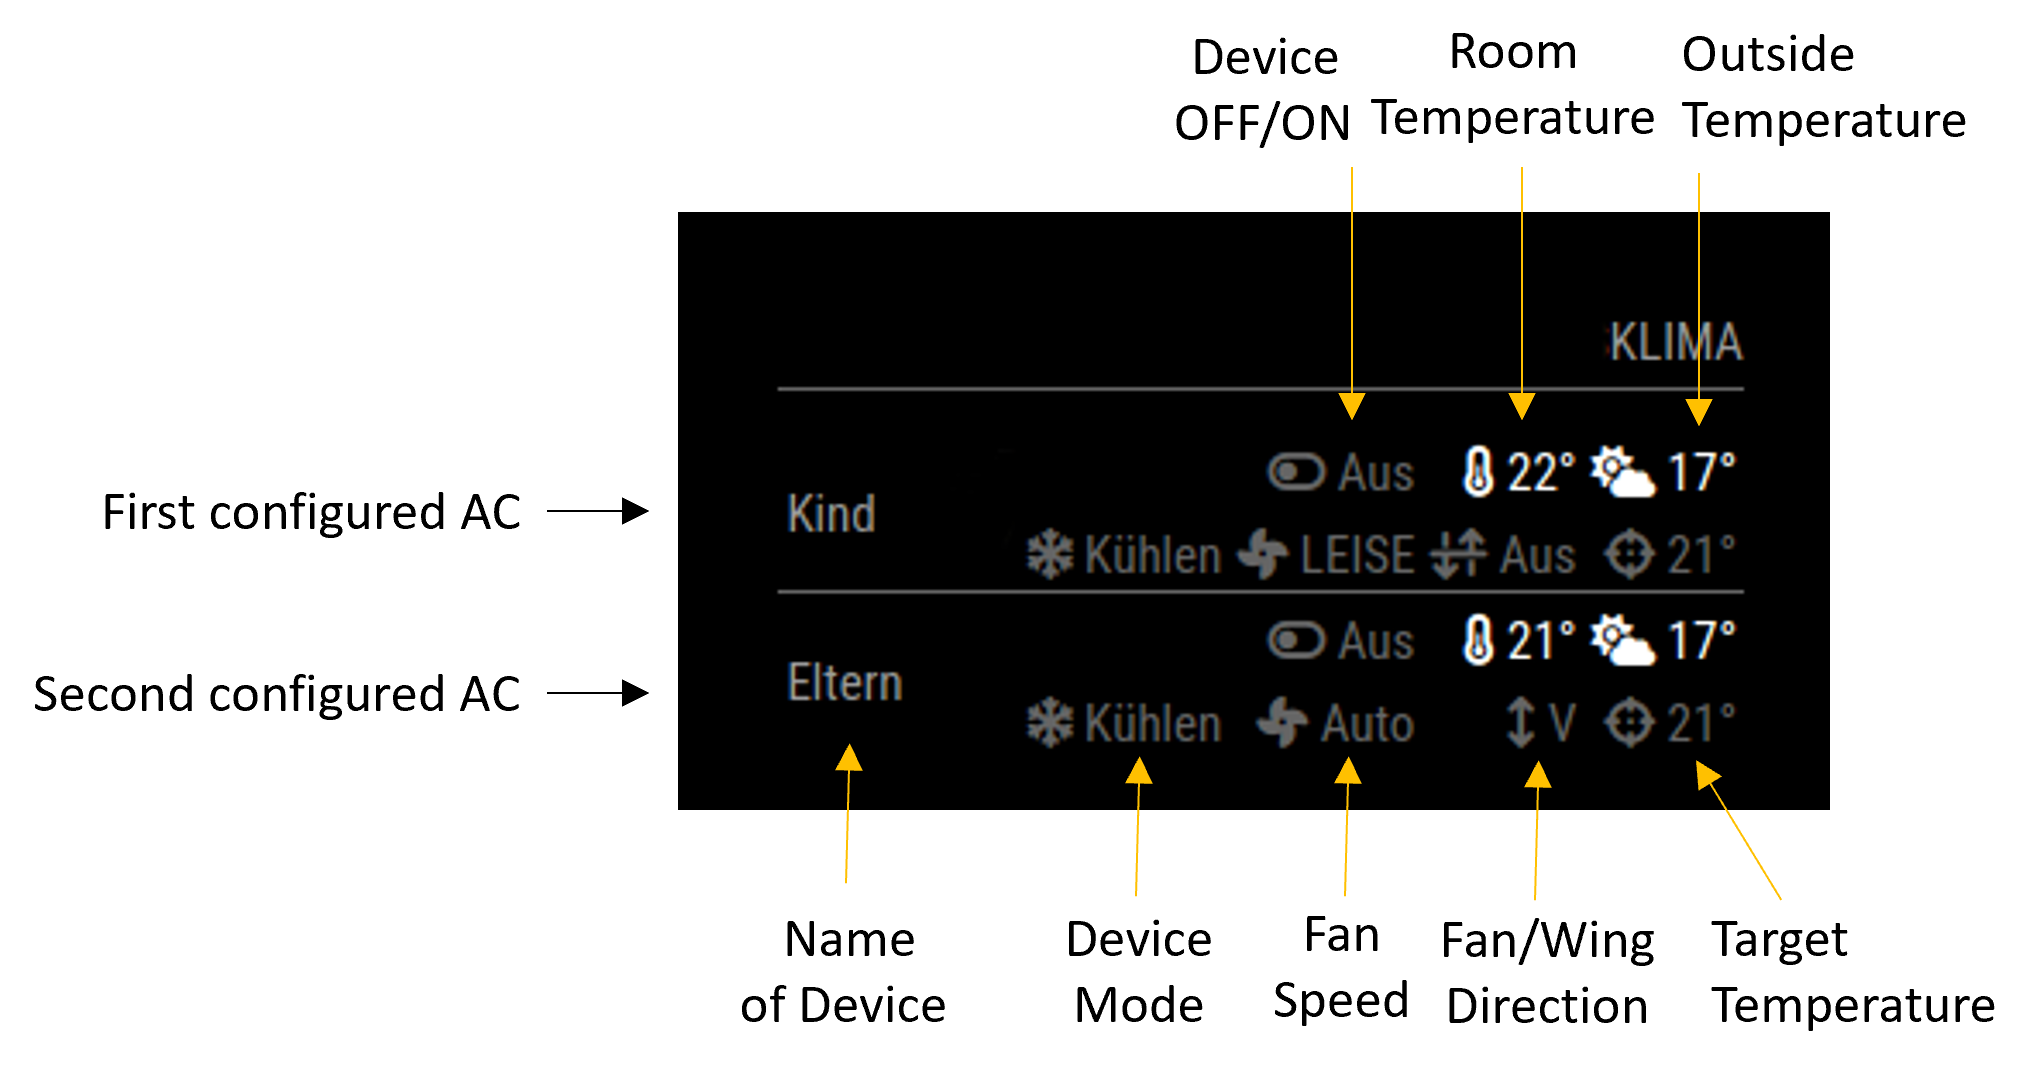 Device
OFF/ON
Room
Temperature
Outside
Temperature
KLIMA
First configured AC
Kind
Aus 22° 17°
Kühlen LEISE Aus 21°
Second configured AC
Eltern
Aus 21° 17°
Kühlen Auto V 21°
Name
of Device
Device
Mode
Fan
Speed
Fan/Wing
Direction
Target
Temperature